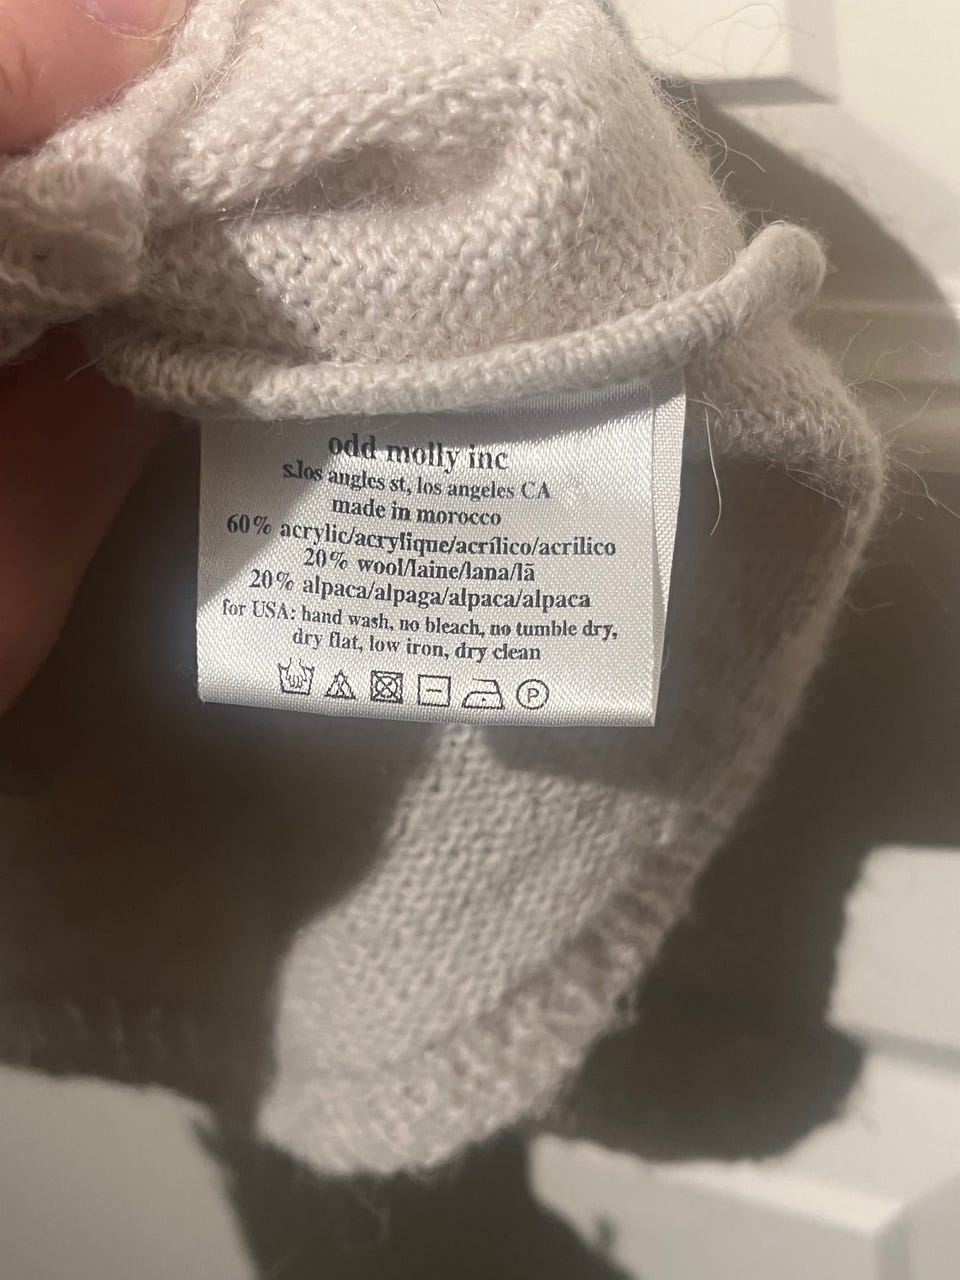 odd molly inc
s.los angles st, los angeles CA
made in morocco
60% acrylic/acrylique/acrílico/acrilico
20% wool/laine/lana/lã
20% alpaca/alpaga/alpaca/alpaca
for USA: hand wash, no bleach, no tumble dry,
dry flat, low iron, dry clean
P